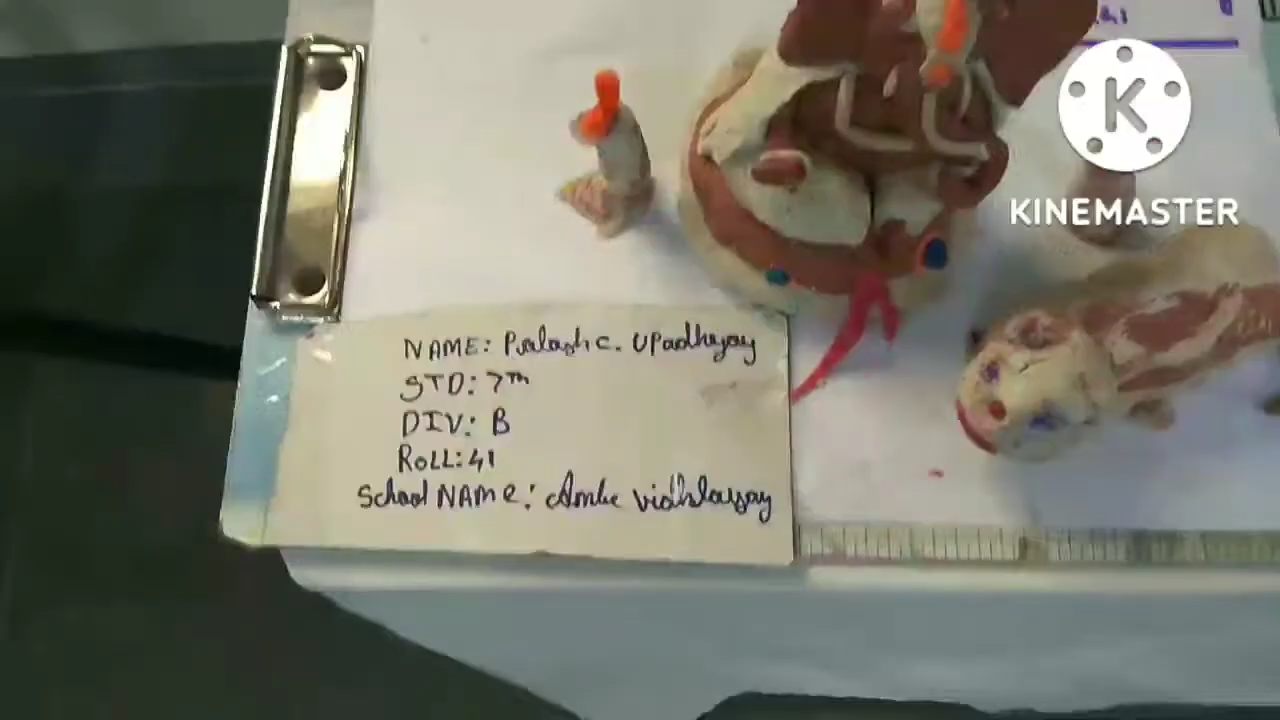 NAME: Palash C. Upadhyay
STD: 7TH
DIV: B
ROLL: 41
School NAME: Ambe vidhlayay
K
KINEMASTER